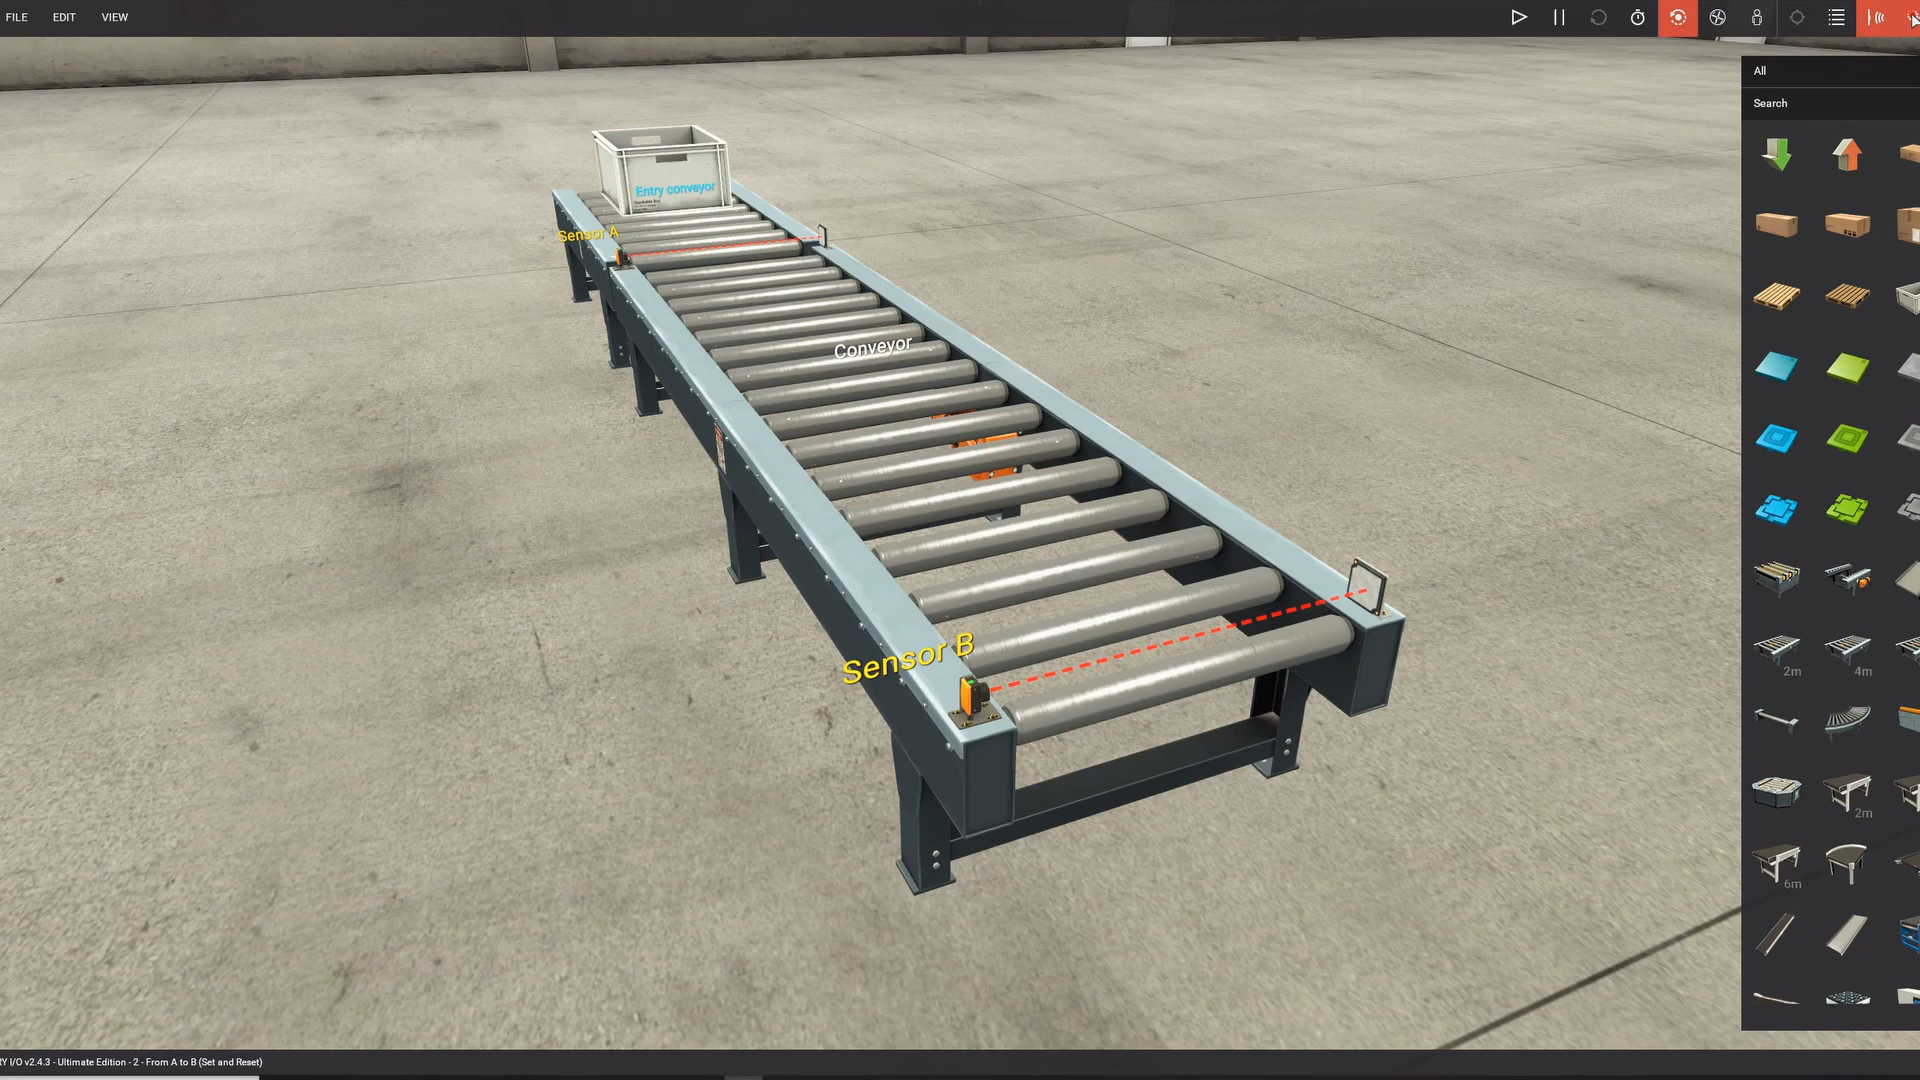 FILE EDIT VIEW
All
Search
Entry conveyor
Sensor A
Conveyor
Sensor B
2m
4m
2m
6m
RY I/O v2.4.3 - Ultimate Edition - 2 - From A to B (Set and Reset)